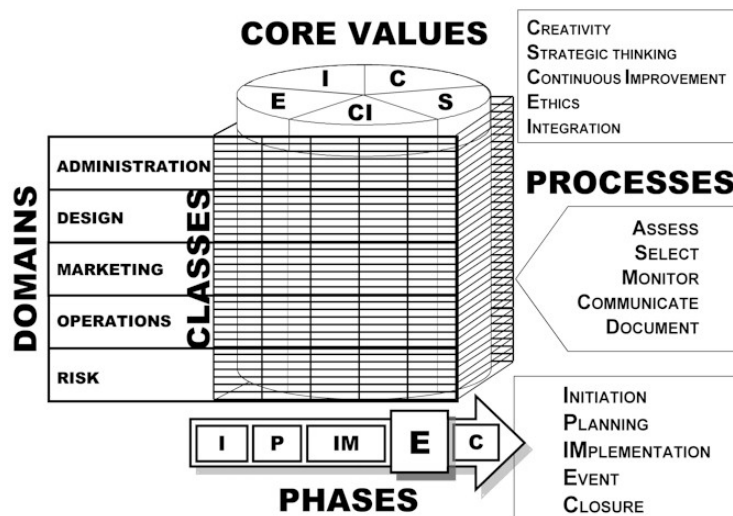 CORE VALUES
I
C
E
S
CI
CREATIVITY
STRATEGIC THINKING
CONTINUOUS IMPROVEMENT
ETHICS
INTEGRATION
DOMAINS
ADMINISTRATION
DESIGN
MARKETING
OPERATIONS
RISK
CLASSES
PROCESSES
ASSESS
SELECT
MONITOR
COMMUNICATE
DOCUMENT
I
P
IM
E
C
PHASES
INITIATION
PLANNING
IMPLEMENTATION
EVENT
CLOSURE